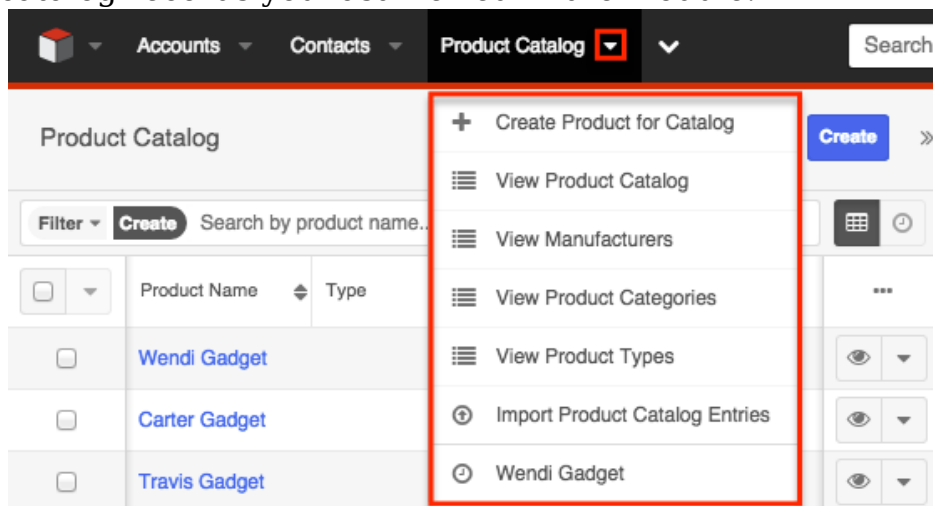 Accounts Contacts Product Catalog Search
Product Catalog
Create
Filter Create Search by product name..
Product Name Type
Wendi Gadget
Carter Gadget
Travis Gadget
Create Product for Catalog
View Product Catalog
View Manufacturers
View Product Categories
View Product Types
Import Product Catalog Entries
Wendi Gadget